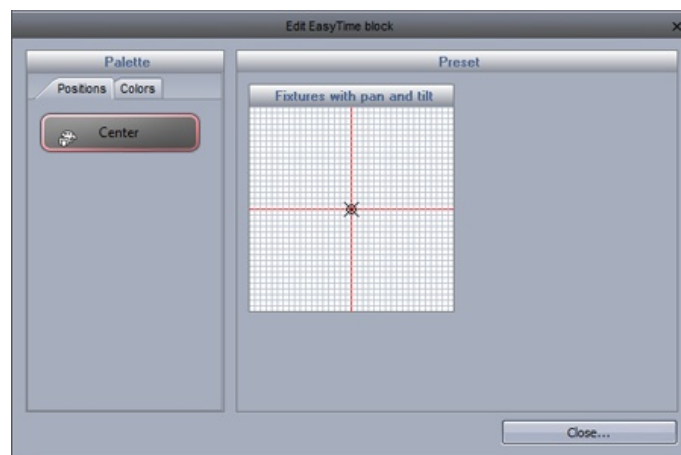 Edit EasyTime block
Palette
Preset
Positions Colors
Fixtures with pan and tilt
Center
Close...